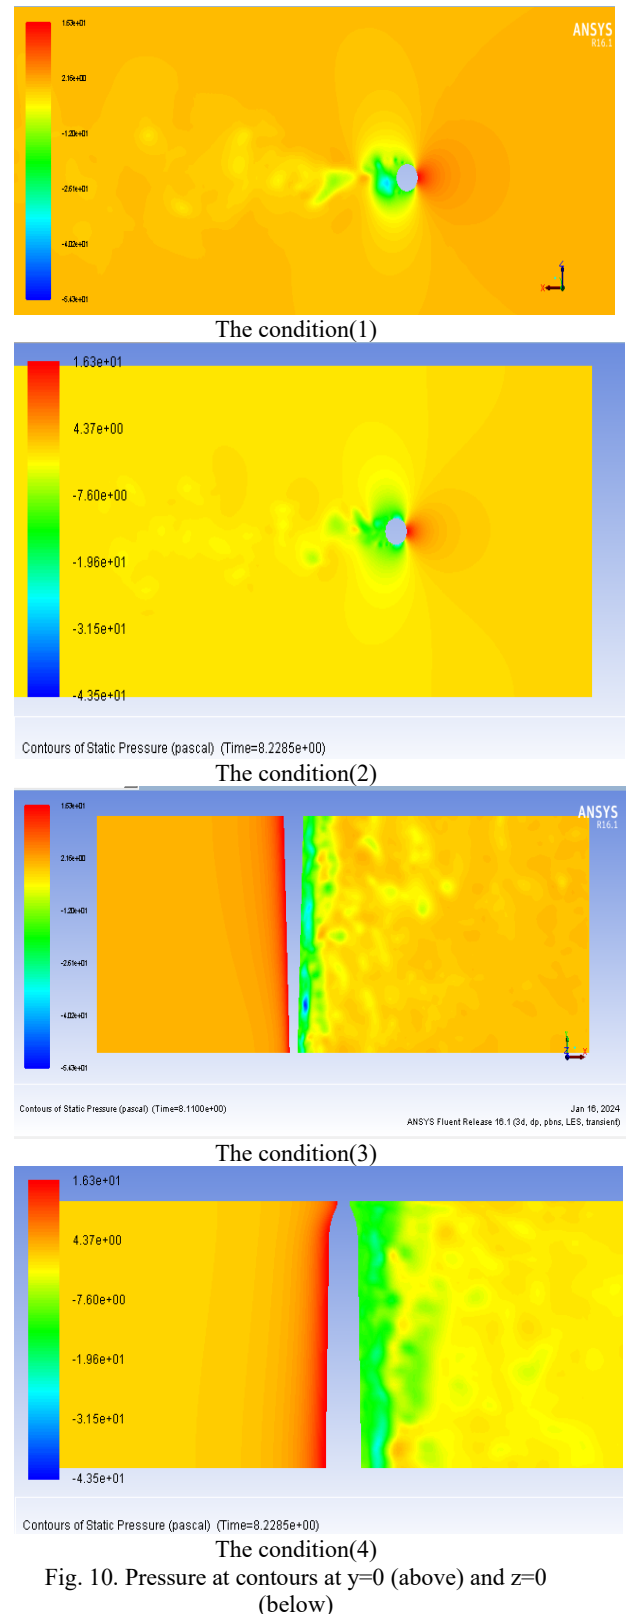 1.63e+01
ANSYS
R16.1
2.16e+00
-1.20e+01
-2.61e+01
-4.02e+01
-5.43e+01
Z
X
The condition(1)
1.63e+01
4.37e+00
-7.60e+00
-1.96e+01
-3.15e+01
-4.35e+01
Contours of Static Pressure (pascal) (Time=8.2285e+00)
The condition(2)
1.63e+01
ANSYS
R16.1
2.16e+00
-1.20e+01
-2.61e+01
-4.02e+01
-5.43e+01
Z
X
Contours of Static Pressure (pascal) (Time=8.1100e+00)
Jan 16, 2024
ANSYS Fluent Release 16.1 (3d, dp, pbns, LES, transient)
The condition(3)
1.63e+01
4.37e+00
-7.60e+00
-1.96e+01
-3.15e+01
-4.35e+01
Contours of Static Pressure (pascal) (Time=8.2285e+00)
The condition(4)
Fig. 10. Pressure at contours at y=0 (above) and z=0
(below)